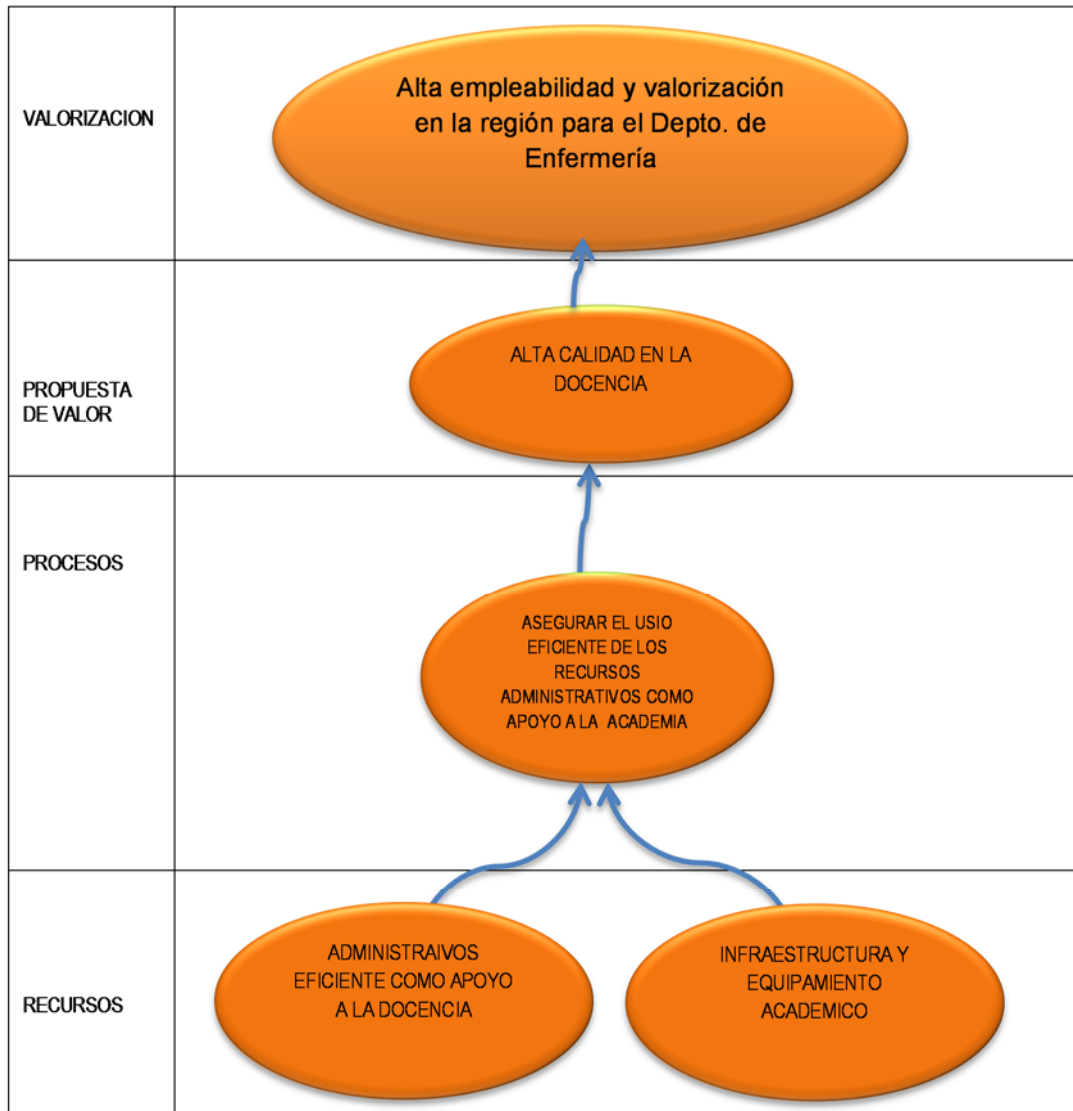 VALORIZACION
Alta empleabilidad y valorización
en la región para el Depto. de
Enfermería
PROPUESTA
DE VALOR
ALTA CALIDAD EN LA
DOCENCIA
PROCESOS
ASEGURAR EL USIO
EFICIENTE DE LOS
RECURSOS
ADMINISTRATIVOS COMO
APOYO A LA ACADEMIA
RECURSOS
ADMINISTRAIVOS
EFICIENTE COMO APOYO
A LA DOCENCIA
INFRAESTRUCTURA Y
EQUIPAMIENTO
ACADEMICO